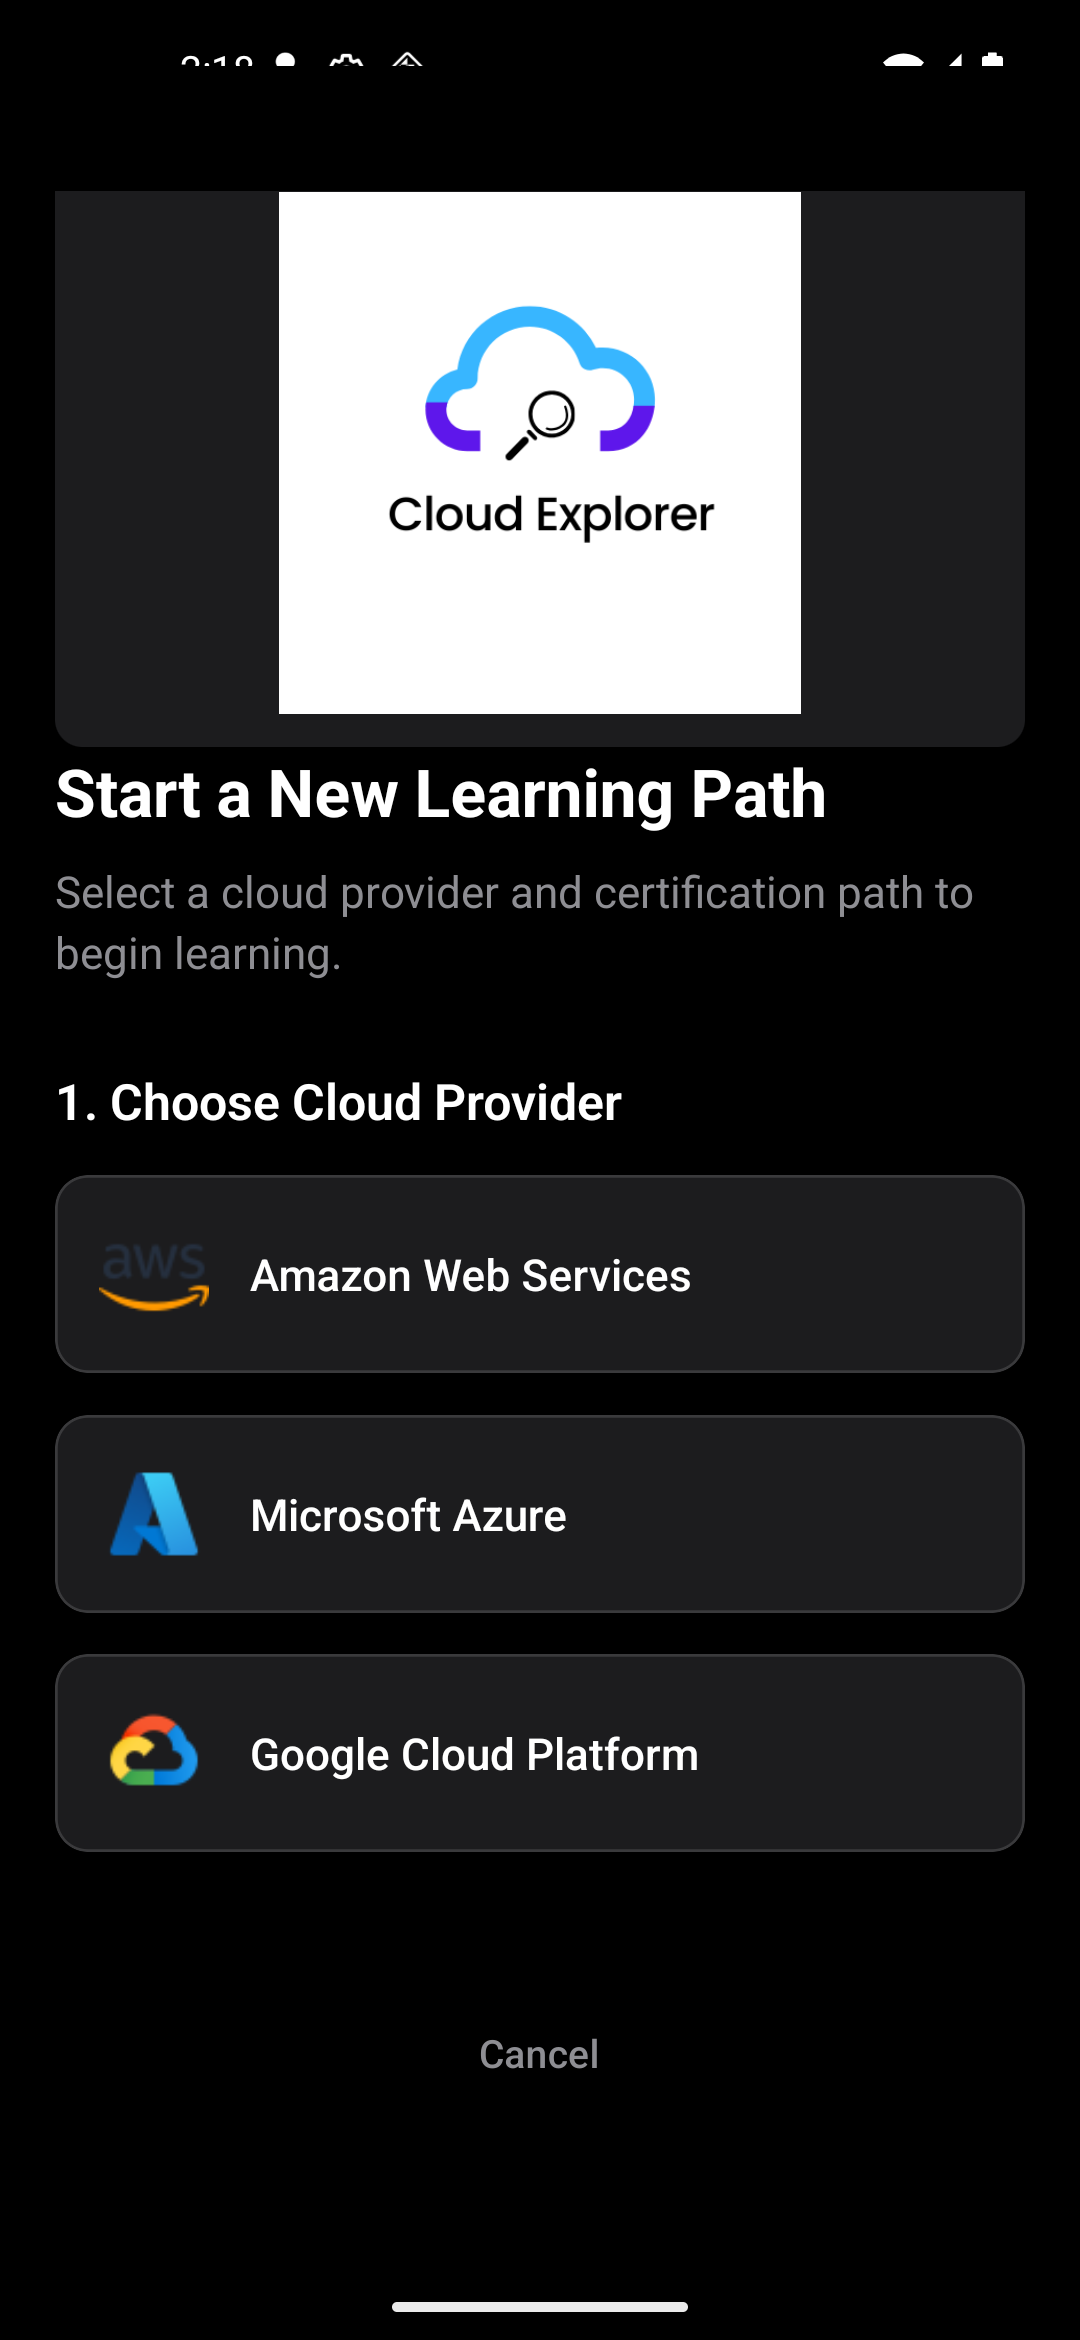 Cloud Explorer
Start a New Learning Path
Select a cloud provider and certification path to
begin learning.
1. Choose Cloud Provider
aws
Amazon Web Services
Microsoft Azure
Google Cloud Platform
Cancel